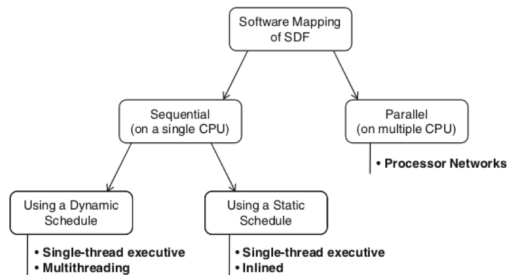 Software Mapping
of SDF
Sequential
(on a single CPU)
Parallel
(on multiple CPU)
• Processor Networks
Using a Dynamic
Schedule
Using a Static
Schedule
• Single-thread executive
• Multithreading
• Single-thread executive
• Inlined